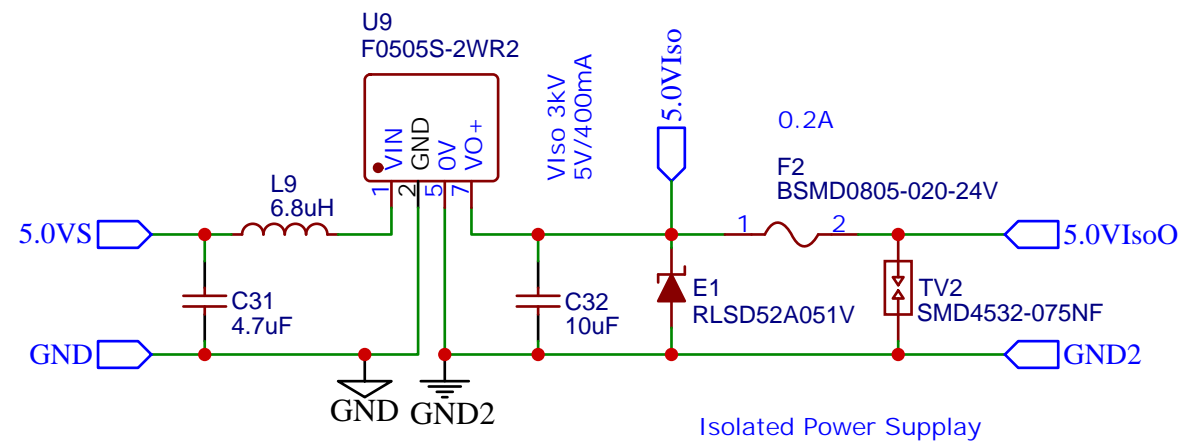 U9
F0505S-2WR2
VIN
GND
0V
VO+
1
2
5
7
VIso 3kV
5V/400mA
5.0VIso
0.2A
F2
BSMD0805-020-24V
1
2
L9
6.8uH
5.0VS
5.0VIsoO
C31
4.7uF
C32
10uF
E1
RLSD52A051V
TV2
SMD4532-075NF
GND
GND2
GND
GND2
Isolated Power Supplay